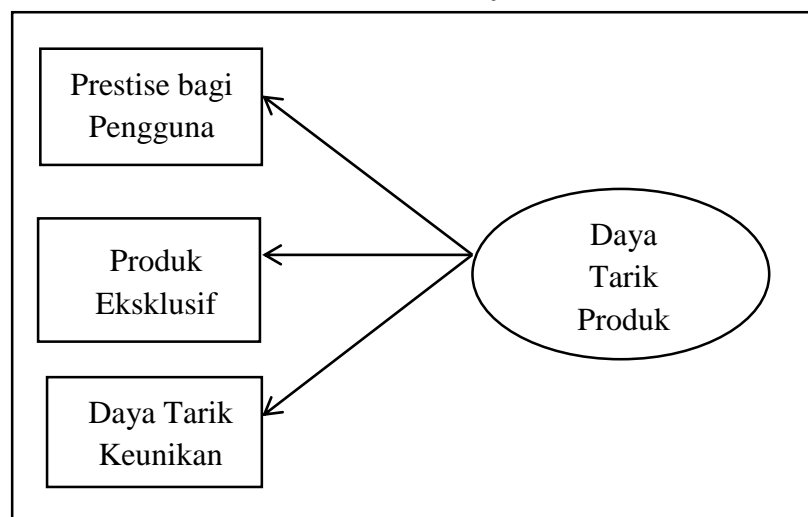 Prestise bagi
Pengguna
Produk
Eksklusif
Daya Tarik
Keunikan
Daya
Tarik
Produk